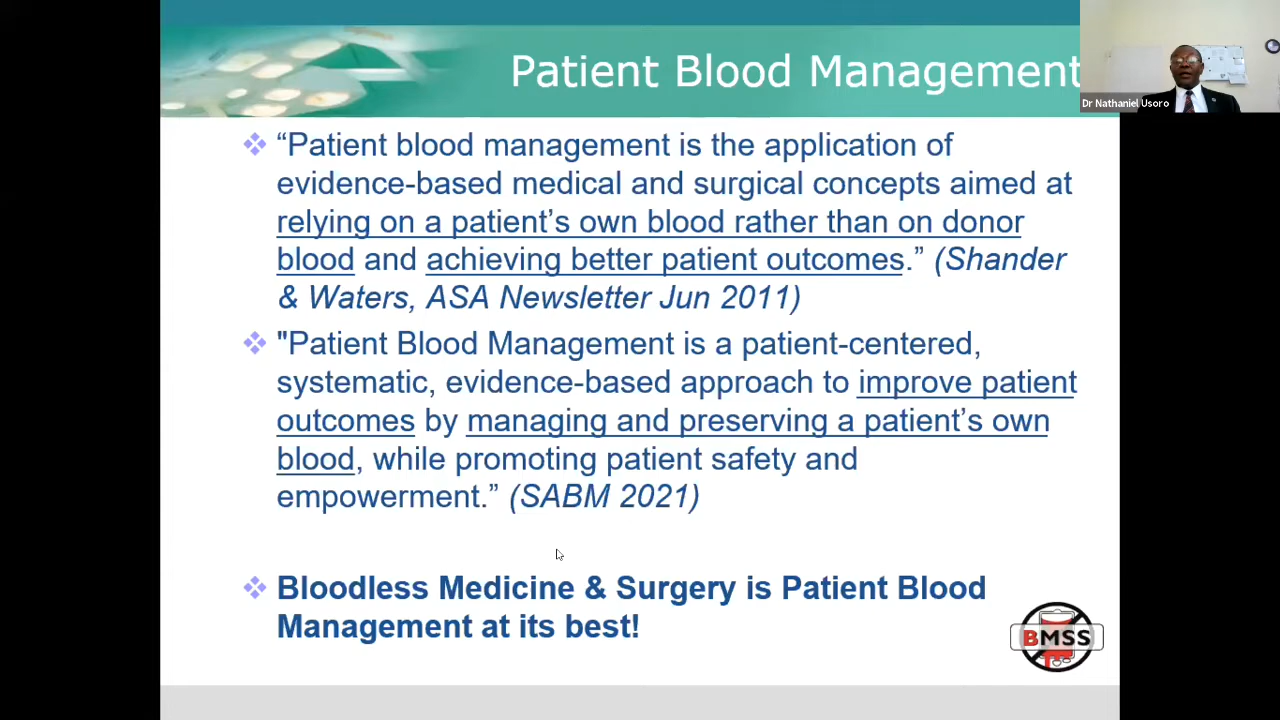 Patient Blood Management
Dr Nathaniel Usoro
“Patient blood management is the application of
evidence-based medical and surgical concepts aimed at
relying on a patient’s own blood rather than on donor
blood and achieving better patient outcomes.” (Shander
& Waters, ASA Newsletter Jun 2011)
"Patient Blood Management is a patient-centered,
systematic, evidence-based approach to improve patient
outcomes by managing and preserving a patient’s own
blood, while promoting patient safety and
empowerment.” (SABM 2021)
Bloodless Medicine & Surgery is Patient Blood
Management at its best!
BMSS